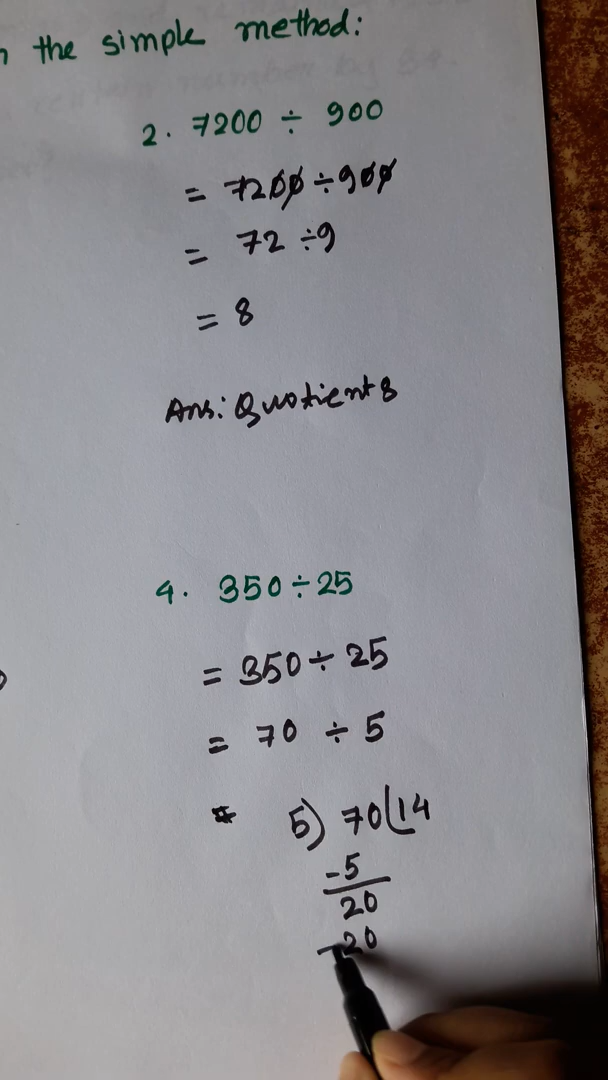 the simple method:
2. 7200 ÷ 900
= 7200 ÷ 900
= 72 ÷ 9
= 8
Ans: Quotient 8
4. 350 ÷ 25
= 350 ÷ 25
= 70 ÷ 5
5) 70 (14
-5
20
-20